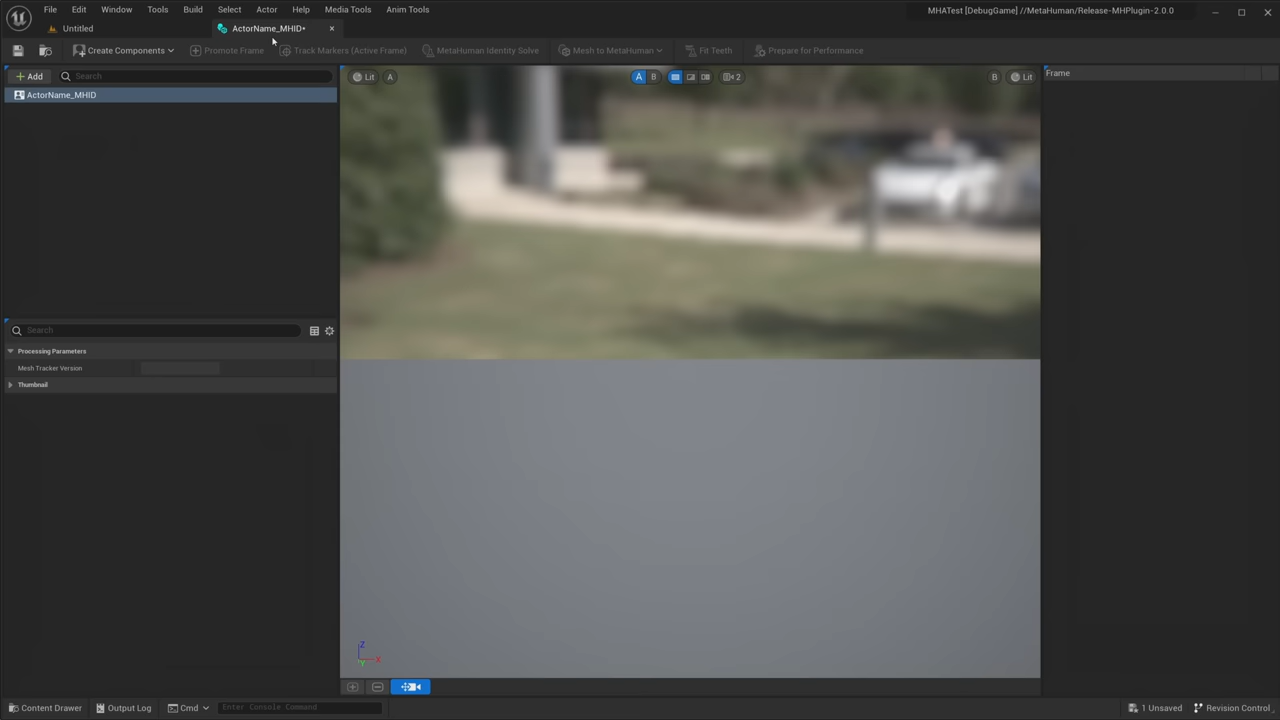 File Edit Window Tools Build Select Actor Help Media Tools Anim Tools
MHATest [DebugGame] //MetaHuman/Release-MHPlugin-2.0.0
Untitled
ActorName_MHID*
Create Components
Promote Frame
Track Markers (Active Frame)
MetaHuman Identity Solve
Mesh to MetaHuman
Fit Teeth
Prepare for Performance
Add
Search
Lit
A
A B
2
B
Lit
Frame
ActorName_MHID
Search
Processing Parameters
Mesh Tracker Version
Thumbnail
Z
X
Y
Content Drawer
Output Log
Cmd
Enter Console Command
1 Unsaved
Revision Control